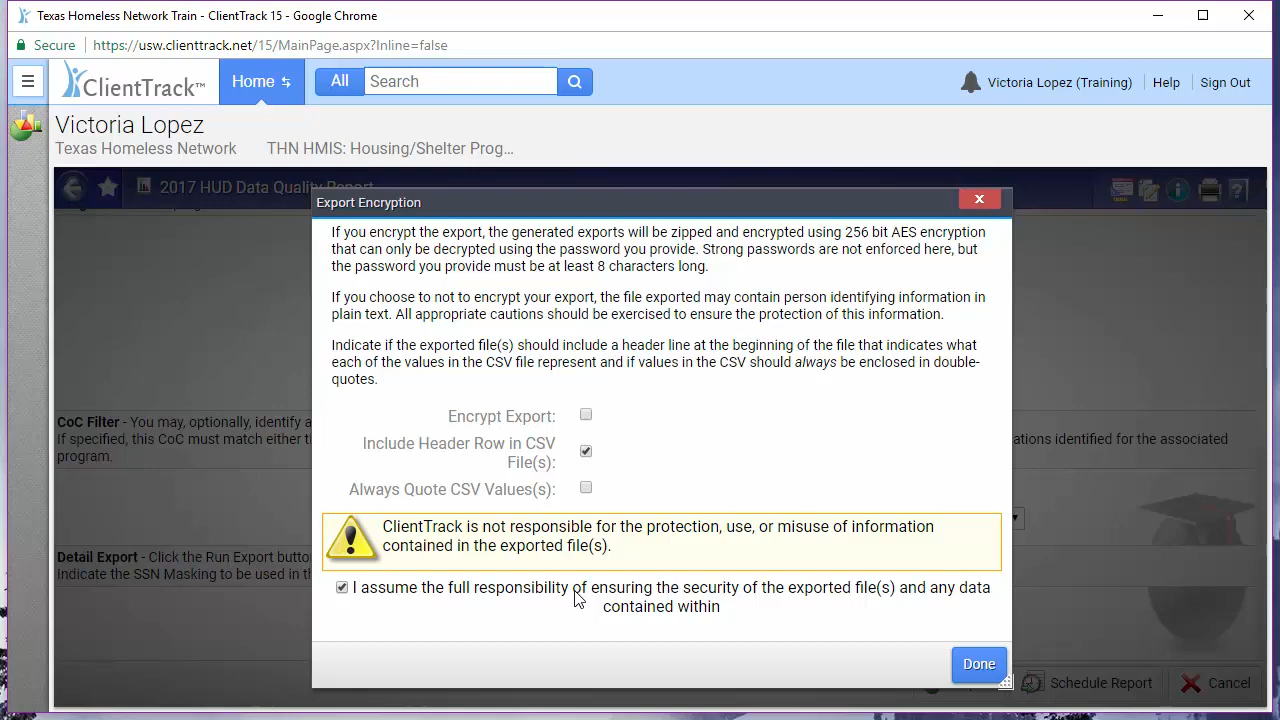 Texas Homeless Network Train - ClientTrack 15 - Google Chrome
Secure https://usw.clienttrack.net/15/MainPage.aspx?Inline=false
ClientTrack™ Home All Search Victoria Lopez (Training) Help Sign Out
Victoria Lopez
Texas Homeless Network THN HMIS: Housing/Shelter Prog...
2017 HUD Data Quality Report
Export Encryption
If you encrypt the export, the generated exports will be zipped and encrypted using 256 bit AES encryption
that can only be decrypted using the password you provide. Strong passwords are not enforced here, but
the password you provide must be at least 8 characters long.
If you choose to not to encrypt your export, the file exported may contain person identifying information in
plain text. All appropriate cautions should be exercised to ensure the protection of this information.
Indicate if the exported file(s) should include a header line at the beginning of the file that indicates what
each of the values in the CSV file represent and if values in the CSV should always be enclosed in double-
quotes.
Encrypt Export:
Include Header Row in CSV
File(s):
Always Quote CSV Values(s):
ClientTrack is not responsible for the protection, use, or misuse of information
contained in the exported file(s).
I assume the full responsibility of ensuring the security of the exported file(s) and any data
contained within
Done
CoC Filter - You may, optionally, identify a
If specified, this CoC must match either t
ations identified for the associated
program.
Detail Export - Click the Run Export butto
Indicate the SSN Masking to be used in t
Schedule Report Cancel